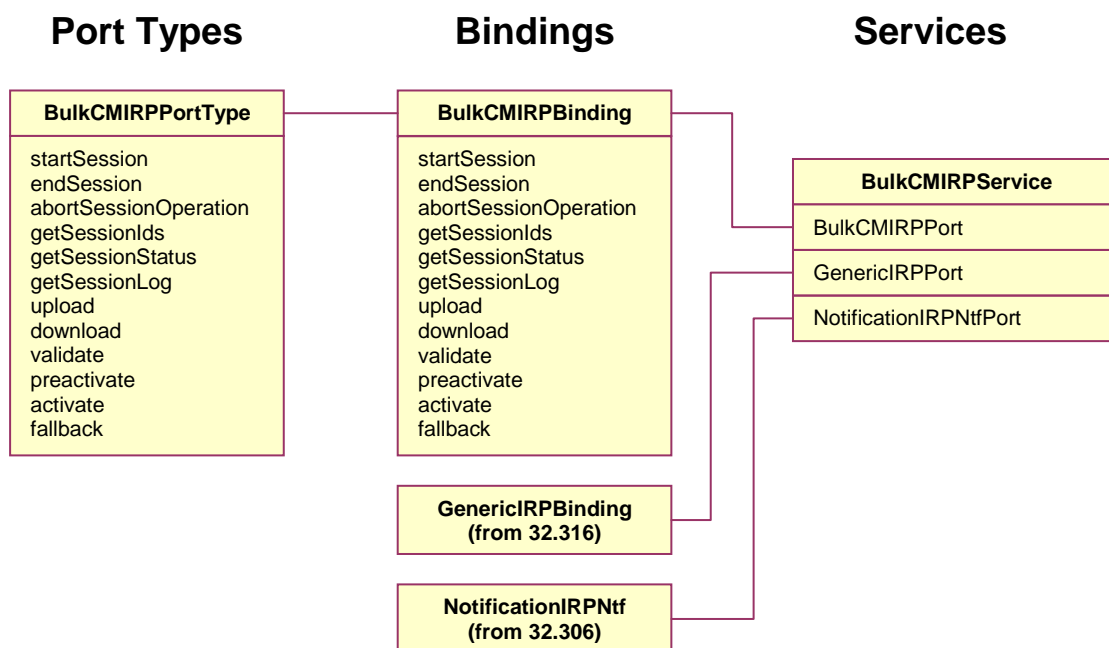 Port Types
Bindings
Services
BulkCMIRPPortType
startSession
endSession
abortSessionOperation
getSessionIds
getSessionStatus
getSessionLog
upload
download
validate
preactivate
activate
fallback
BulkCMIRPBinding
startSession
endSession
abortSessionOperation
getSessionIds
getSessionStatus
getSessionLog
upload
download
validate
preactivate
activate
fallback
GenericIRPBinding
(from 32.316)
NotificationIRPNtf
(from 32.306)
BulkCMIRPService
BulkCMIRPPort
GenericIRPPort
NotificationIRPNtfPort